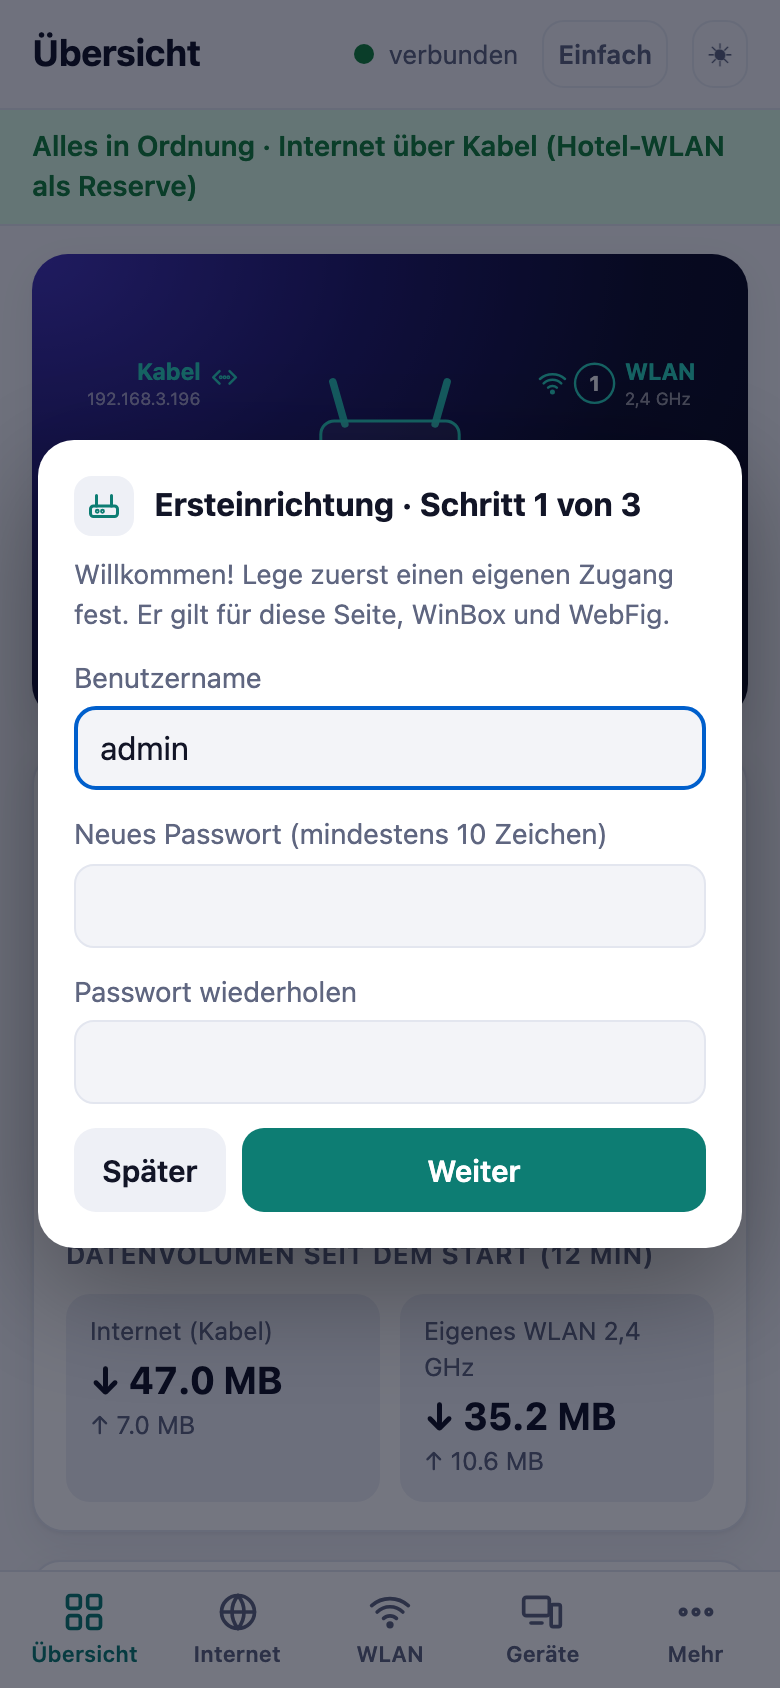 Übersicht
verbunden
Einfach
Alles in Ordnung · Internet über Kabel (Hotel-WLAN
als Reserve)
Kabel
192.168.3.196
1
WLAN
2,4 GHz
Ersteinrichtung · Schritt 1 von 3
Willkommen! Lege zuerst einen eigenen Zugang
fest. Er gilt für diese Seite, WinBox und WebFig.
Benutzername
admin
Neues Passwort (mindestens 10 Zeichen)
Passwort wiederholen
Später
Weiter
DATENVOLUMEN SEIT DEM START (12 MIN)
Internet (Kabel)
↓ 47.0 MB
↑ 7.0 MB
Eigenes WLAN 2,4
GHz
↓ 35.2 MB
↑ 10.6 MB
Übersicht
Internet
WLAN
Geräte
Mehr